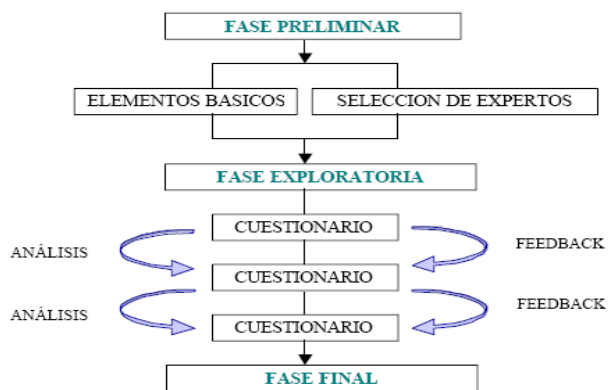 FASE PRELIMINAR
ELEMENTOS BASICOS
SELECCION DE EXPERTOS
FASE EXPLORATORIA
CUESTIONARIO
ANÁLISIS
FEEDBACK
CUESTIONARIO
ANÁLISIS
FEEDBACK
CUESTIONARIO
FASE FINAL